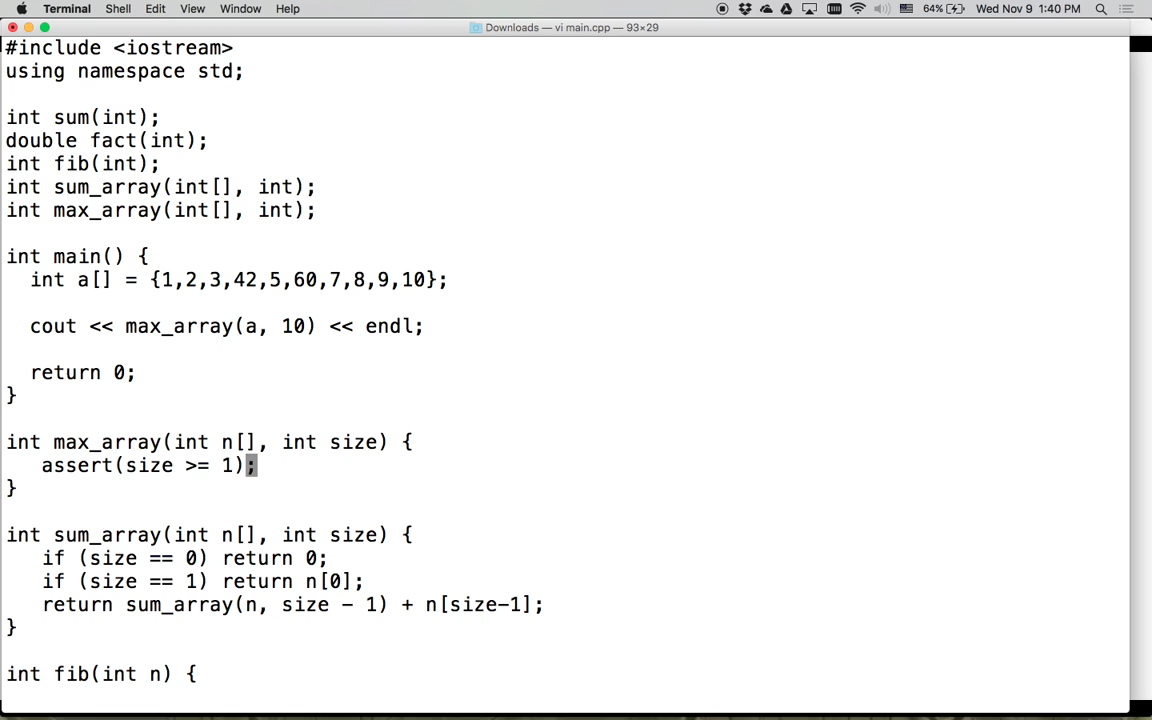 Terminal Shell Edit View Window Help 64% Wed Nov 9 1:40 PM
Downloads — vi main.cpp — 93×29
#include <iostream>
using namespace std;
int sum(int);
double fact(int);
int fib(int);
int sum_array(int[], int);
int max_array(int[], int);
int main() {
int a[] = {1,2,3,42,5,60,7,8,9,10};
cout << max_array(a, 10) << endl;
return 0;
}
int max_array(int n[], int size) {
assert(size >= 1);
}
int sum_array(int n[], int size) {
if (size == 0) return 0;
if (size == 1) return n[0];
return sum_array(n, size - 1) + n[size-1];
}
int fib(int n) {